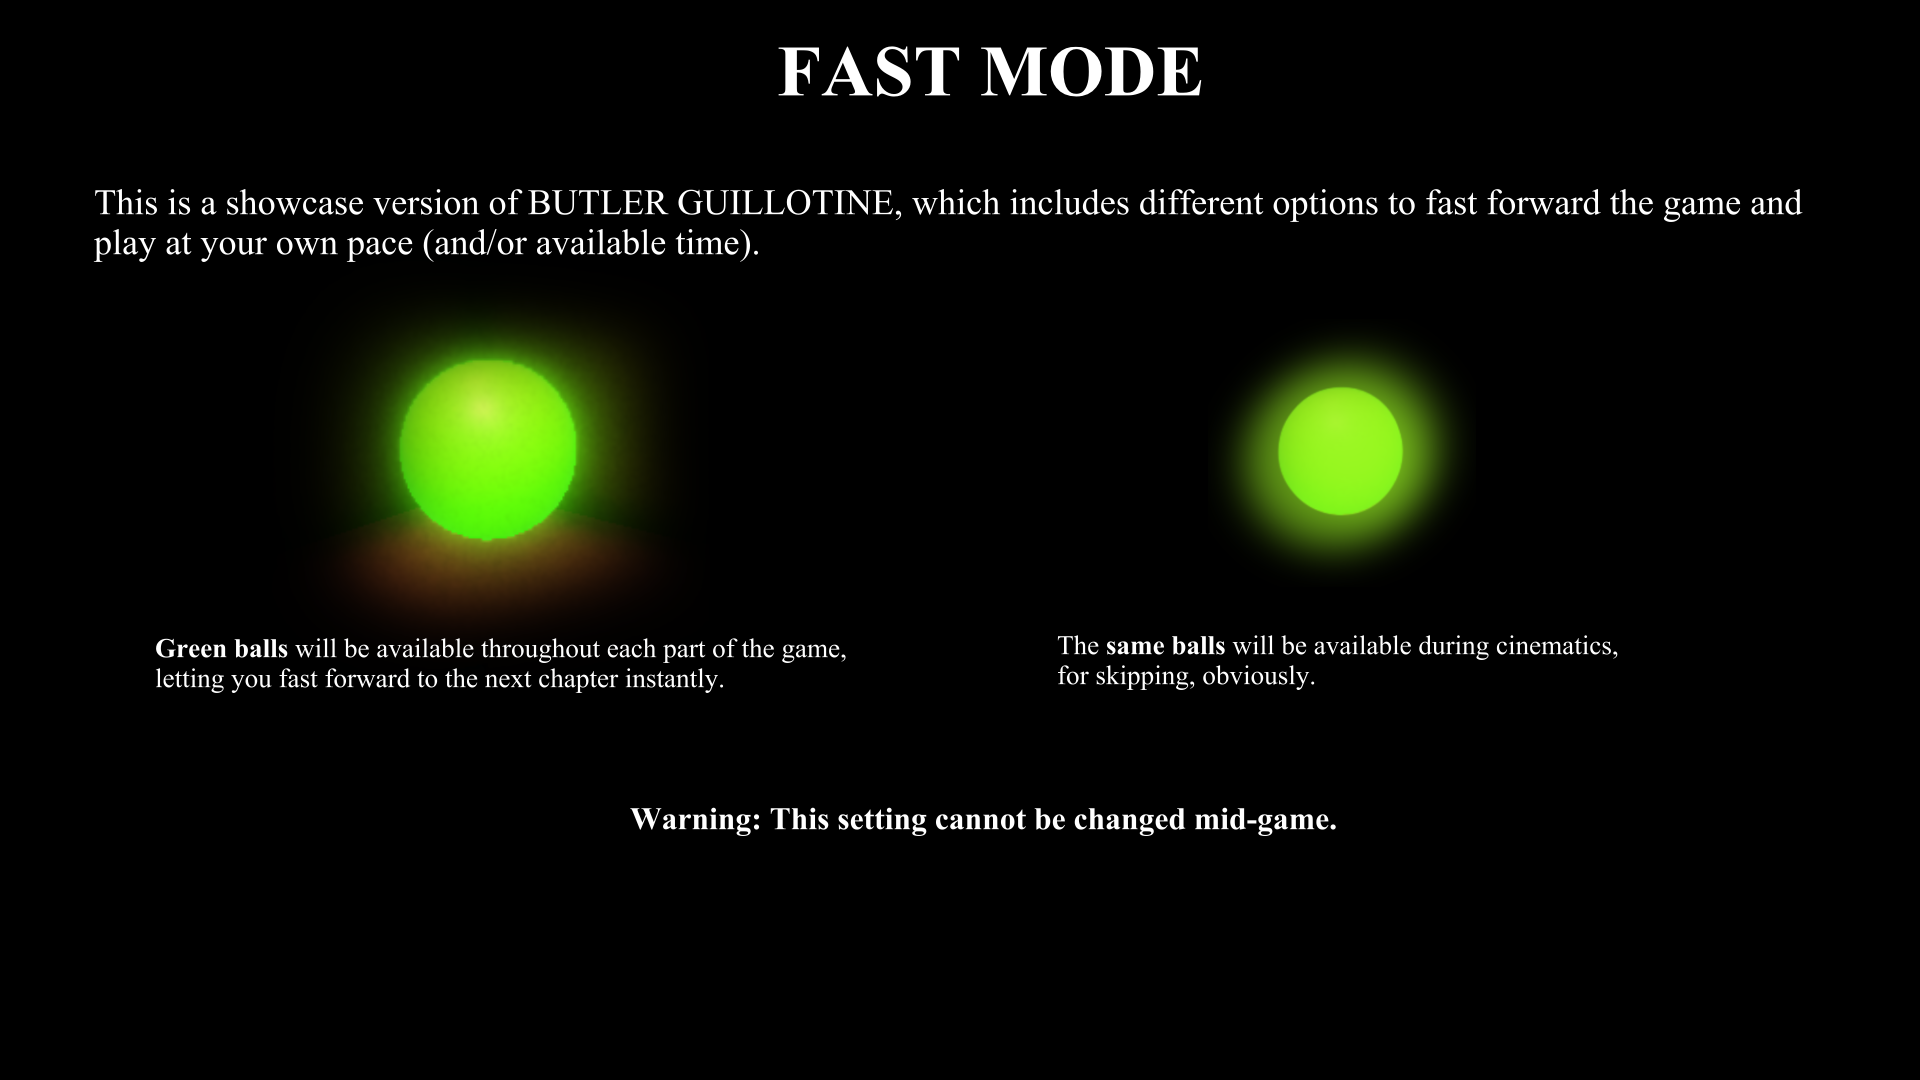 FAST MODE
This is a showcase version of BUTLER GUILLOTINE, which includes different options to fast forward the game and
play at your own pace (and/or available time).
Green balls will be available throughout each part of the game,
letting you fast forward to the next chapter instantly.
The same balls will be available during cinematics,
for skipping, obviously.
Warning: This setting cannot be changed mid-game.